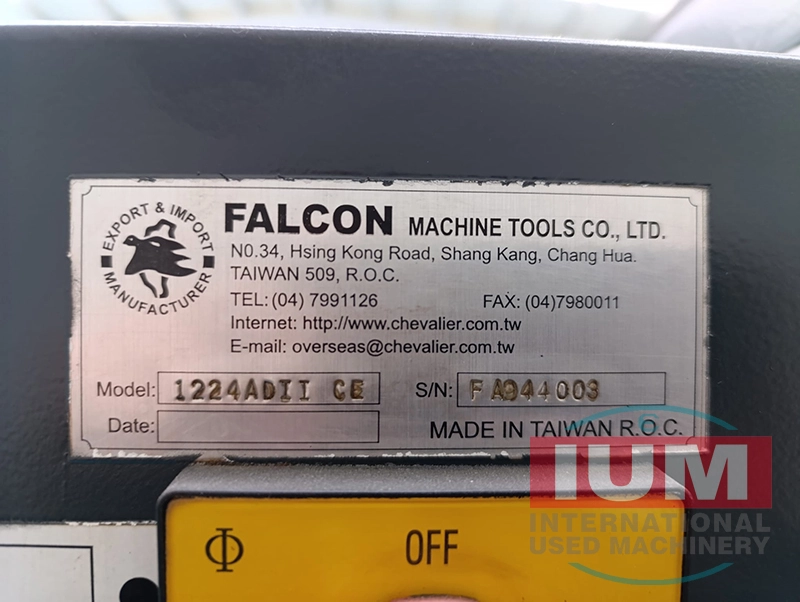 EXPORT & IMPORT
MANUFACTURER
FALCON MACHINE TOOLS CO., LTD.
N0.34, Hsing Kong Road, Shang Kang, Chang Hua.
TAIWAN 509, R.O.C.
TEL: (04) 7991126 FAX: (04)7980011
Internet: http://www.chevalier.com.tw
E-mail: overseas@chevalier.com.tw
Model: 1224ADII CE S/N: FA944003
Date: MADE IN TAIWAN R.O.C.
IUM
INTERNATIONAL
USED MACHINERY
Φ OFF